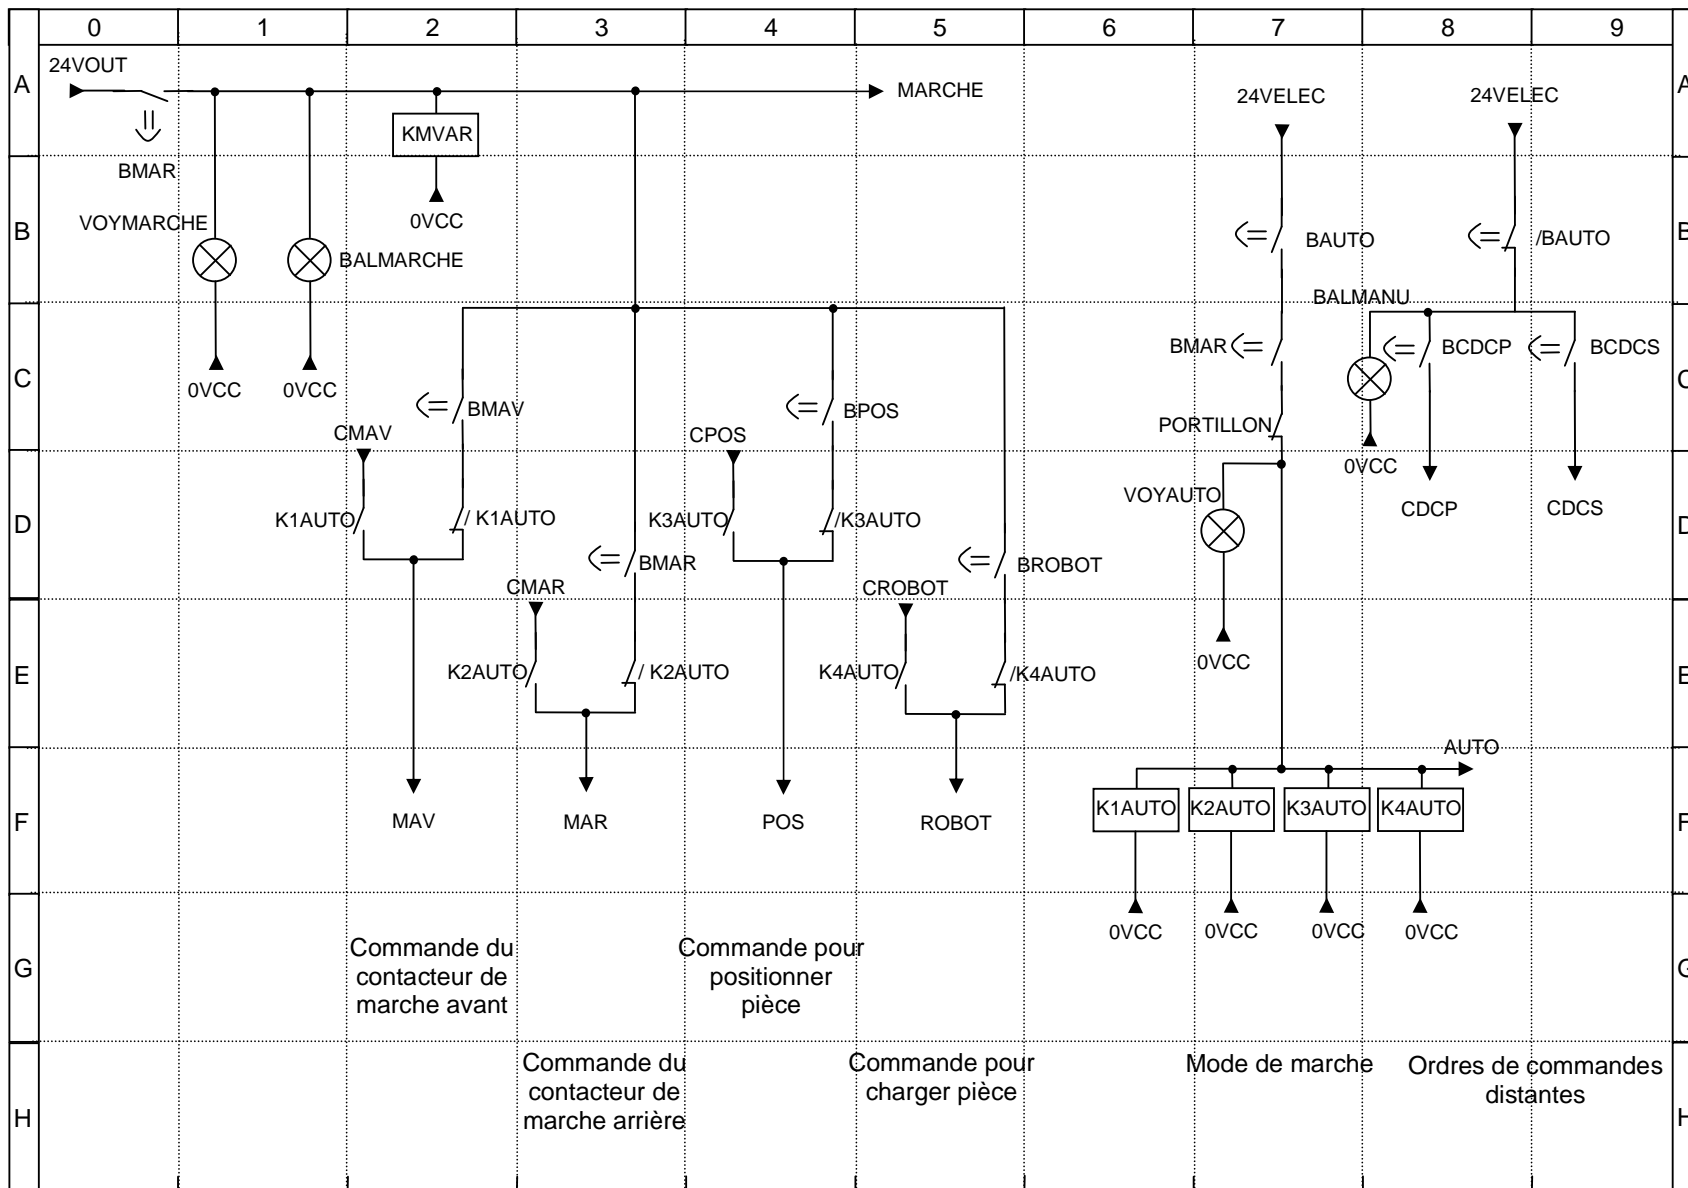 0 1 2 3 4 5 6 7 8 9
A 24VOUT A
MARCHE 24VELEC 24VELEC
KMVAR
BMAR
VOYMARCHE 0VCC
B BAUTO /BAUTO B
BALMARCHE
BALMANU
BMAR BCDCP BCDCS
C 0VCC 0VCC C
BMAV BPOS
CMAV CPOS PORTILLON
0VCC
VOYAUTO
CDCP CDCS
D K1AUTO / K1AUTO K3AUTO /K3AUTO D
BMAR BROBOT
CMAR CROBOT
0VCC
E K2AUTO / K2AUTO K4AUTO /K4AUTO E
AUTO
K1AUTO K2AUTO K3AUTO K4AUTO
F MAV MAR POS ROBOT F
0VCC 0VCC 0VCC 0VCC
G G
Commande du
contacteur de
marche avant
Commande pour
positionner
pièce
Commande du
contacteur de
marche arrière
Commande pour
charger pièce
Mode de marche
Ordres de commandes
distantes
H H